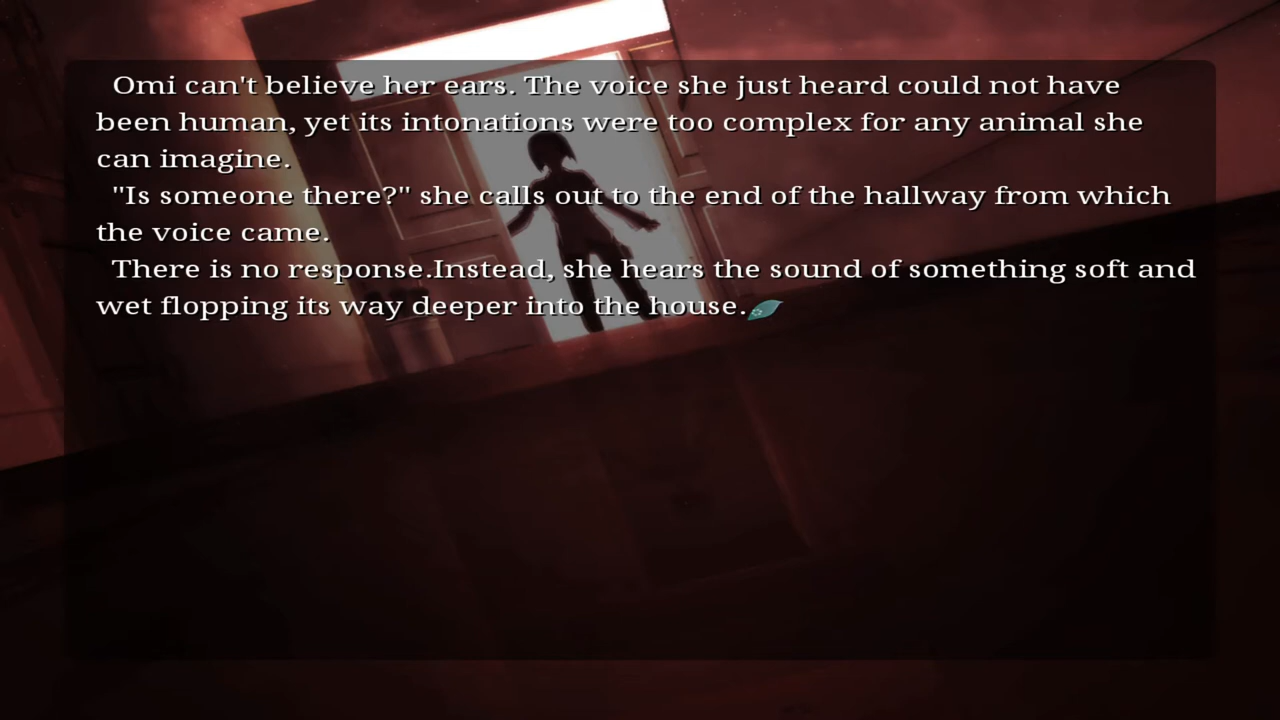 Omi can't believe her ears. The voice she just heard could not have
been human, yet its intonations were too complex for any animal she
can imagine.
"Is someone there?" she calls out to the end of the hallway from which
the voice came.
There is no response.Instead, she hears the sound of something soft and
wet flopping its way deeper into the house.